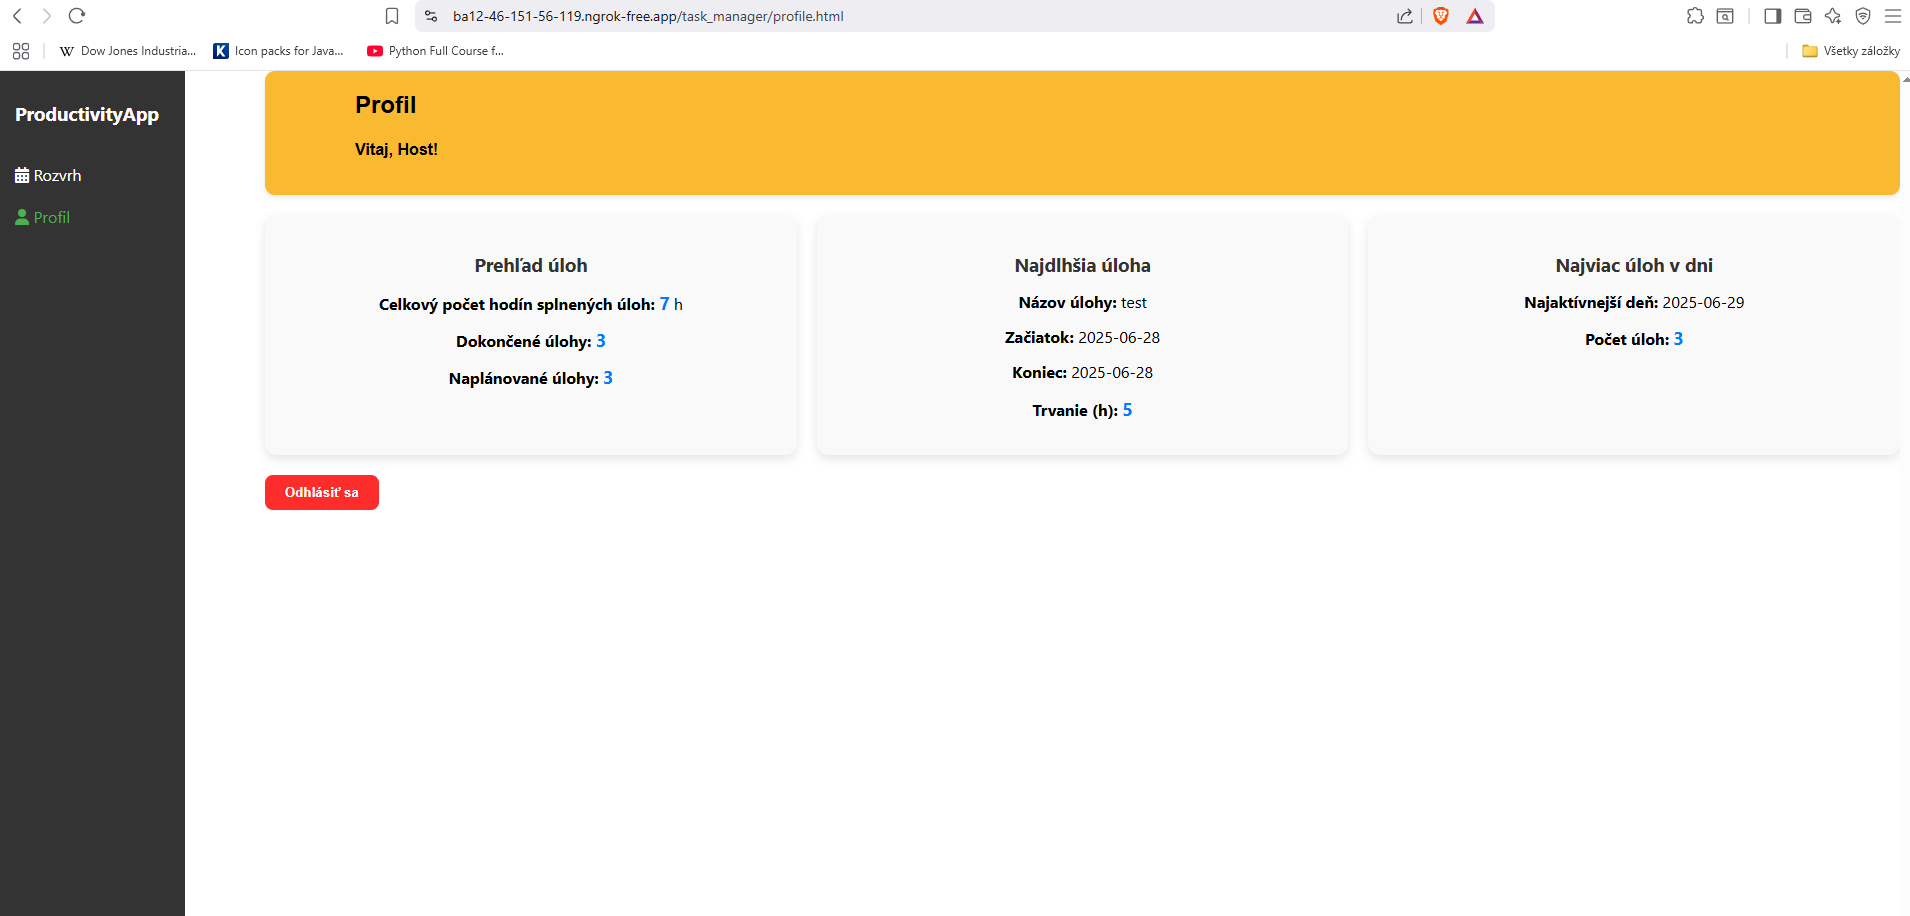 ba12-46-151-56-119.ngrok-free.app/task_manager/profile.html
W Dow Jones Industria... K Icon packs for Java... Python Full Course f... Všetky záložky
ProductivityApp
Rozvrh
Profil
Profil
Vitaj, Host!
Prehľad úloh
Celkový počet hodín splnených úloh: 7 h
Dokončené úlohy: 3
Naplánované úlohy: 3
Najdlhšia úloha
Názov úlohy: test
Začiatok: 2025-06-28
Koniec: 2025-06-28
Trvanie (h): 5
Najviac úloh v dni
Najaktívnejší deň: 2025-06-29
Počet úloh: 3
Odhlásiť sa